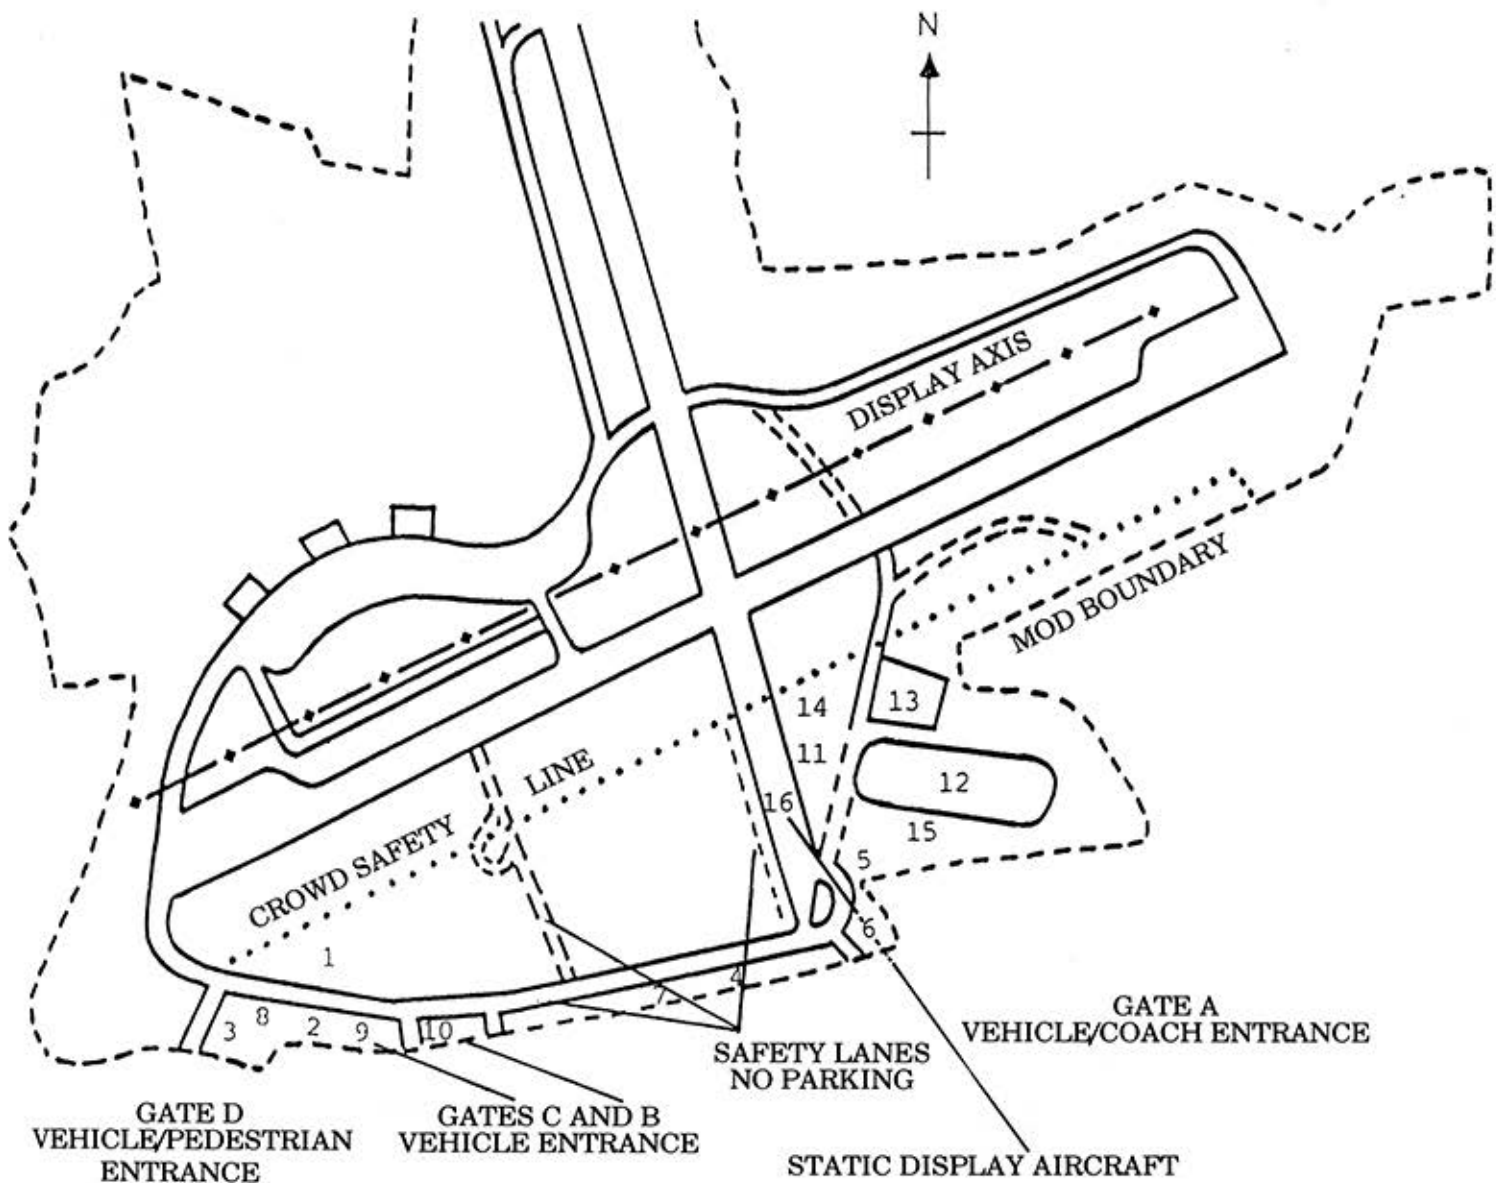 N
DISPLAY AXIS
MOD BOUNDARY
13
14
11
12
LINE
16
15
CROWD SAFETY
5
6
1
4
7
8
3
2
9
10
GATE A
VEHICLE/COACH ENTRANCE
SAFETY LANES
NO PARKING
GATE D
VEHICLE/PEDESTRIAN
ENTRANCE
GATES C AND B
VEHICLE ENTRANCE
STATIC DISPLAY AIRCRAFT